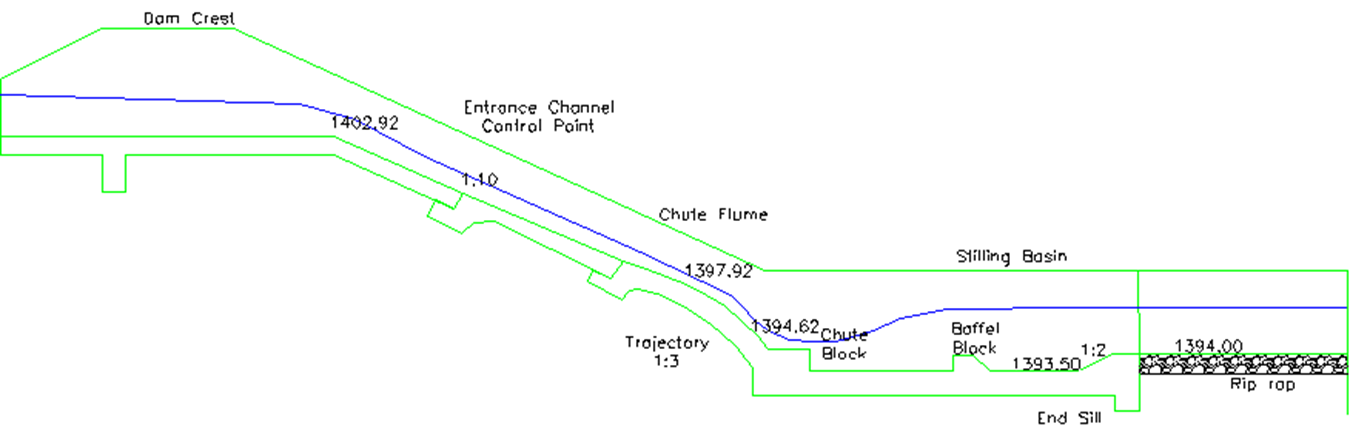 Dam Crest
Entrance Channel
Control Point
1402.92
1:10
Chute Flume
1397.92
Stilling Basin
1394.62
Chute
Block
Baffel
Block
Trajectory
1:3
1:2
1393.50
1394.00
Rip rap
End Sill